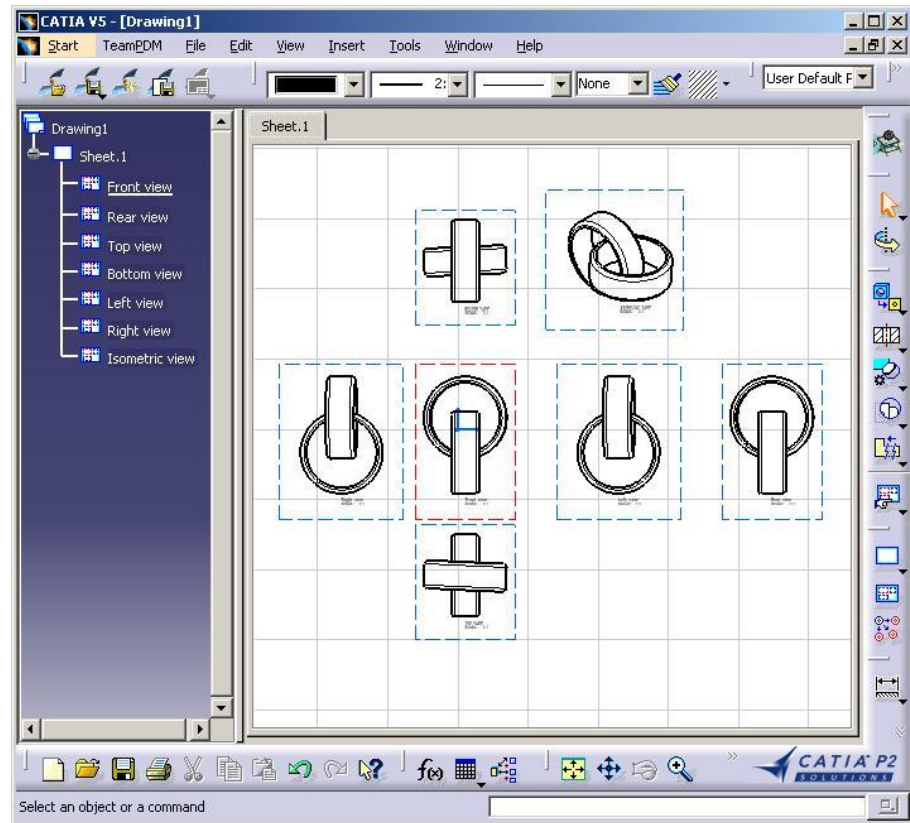 CATIA V5 - [Drawing1]
Start TeamPDM File Edit View Insert Tools Window Help
2: None User Default F
Drawing1
Sheet.1
Sheet.1
Front view
Rear view
Top view
Bottom view
Left view
Right view
Isometric view
f(x)
CATIA P2
SOLUTIONS
Select an object or a command